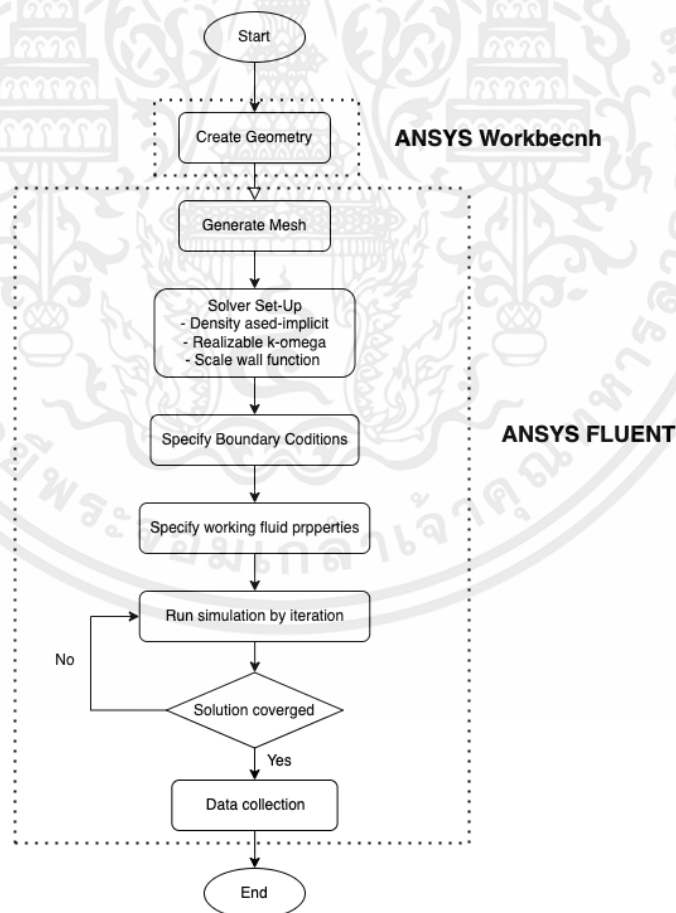 Start
Create Geometry
ANSYS Workbecnh
Generate Mesh
Solver Set-Up
- Density ased-implicit
- Realizable k-omega
- Scale wall function
Specify Boundary Coditions
ANSYS FLUENT
Specify working fluid prpperties
Run simulation by iteration
No
Solution coverged
Yes
Data collection
End